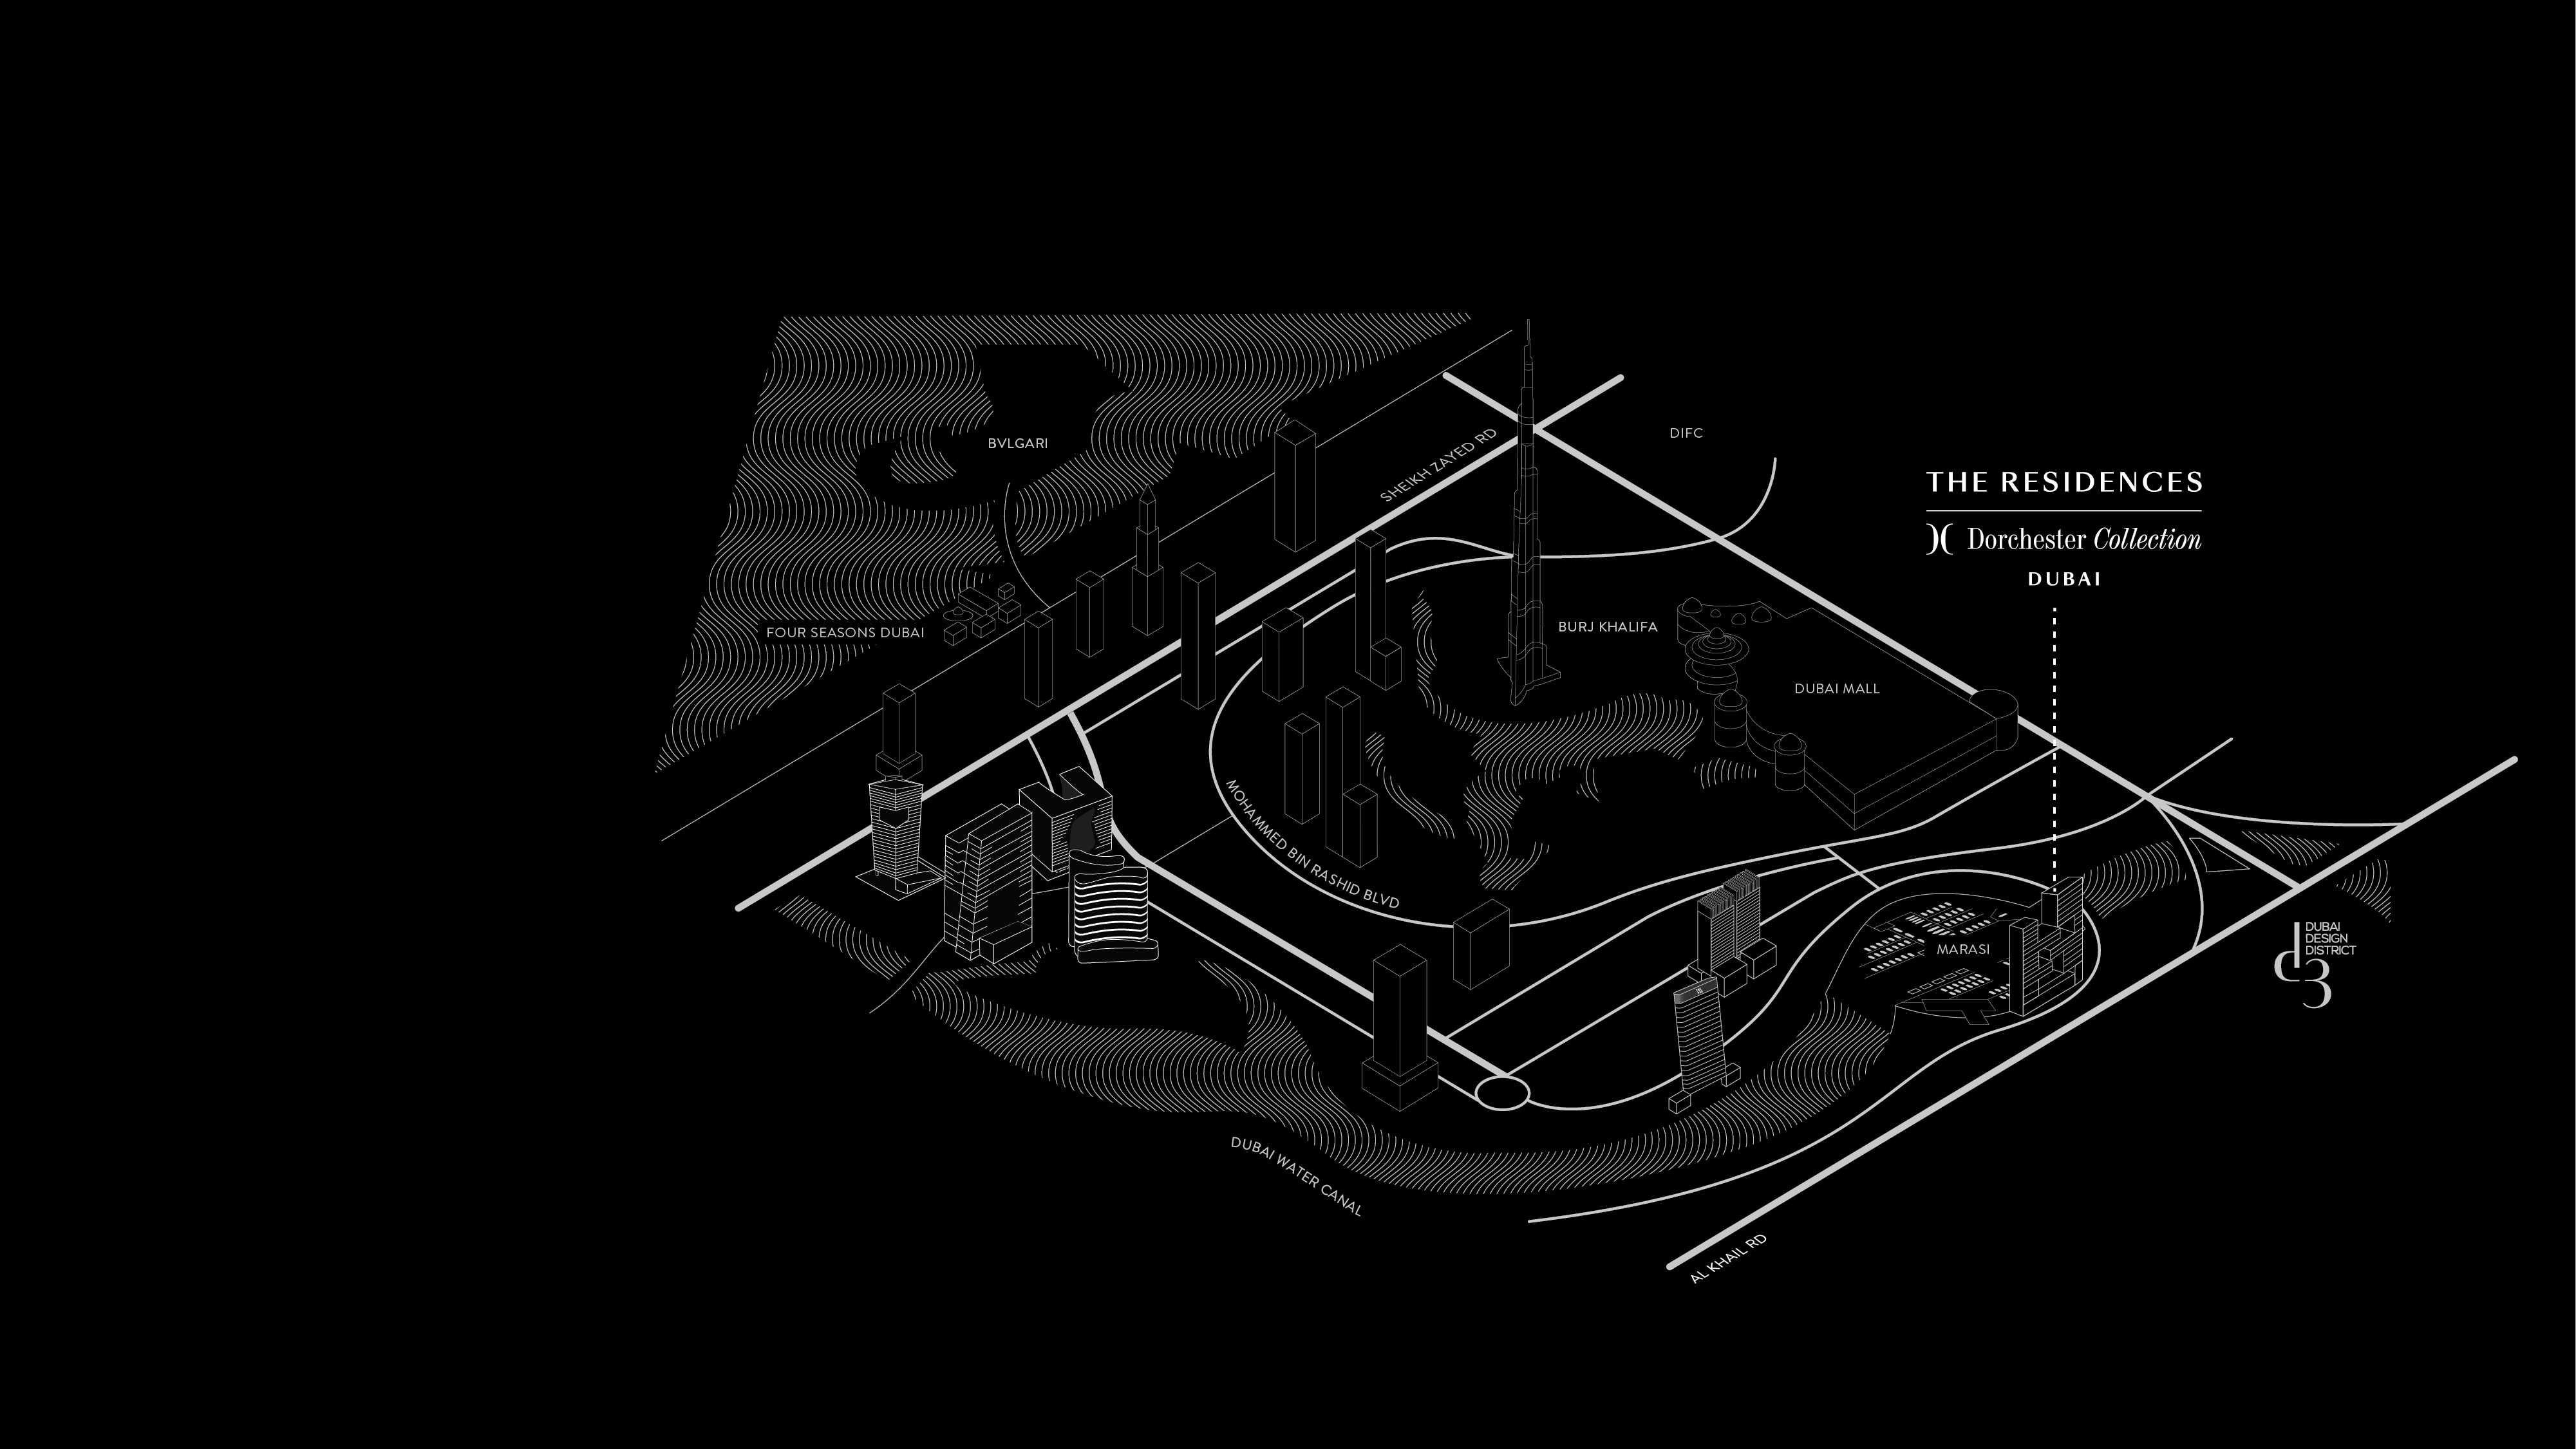 BVLGARI
SHEIKH ZAYED RD
DIFC
THE RESIDENCES
Dorchester Collection
DUBAI
FOUR SEASONS DUBAI
BURJ KHALIFA
DUBAI MALL
MOHAMMED BIN RASHID BLVD
MARASI
DUBAI
DESIGN
DISTRICT
d3
DUBAI WATER CANAL
AL KHAIL RD